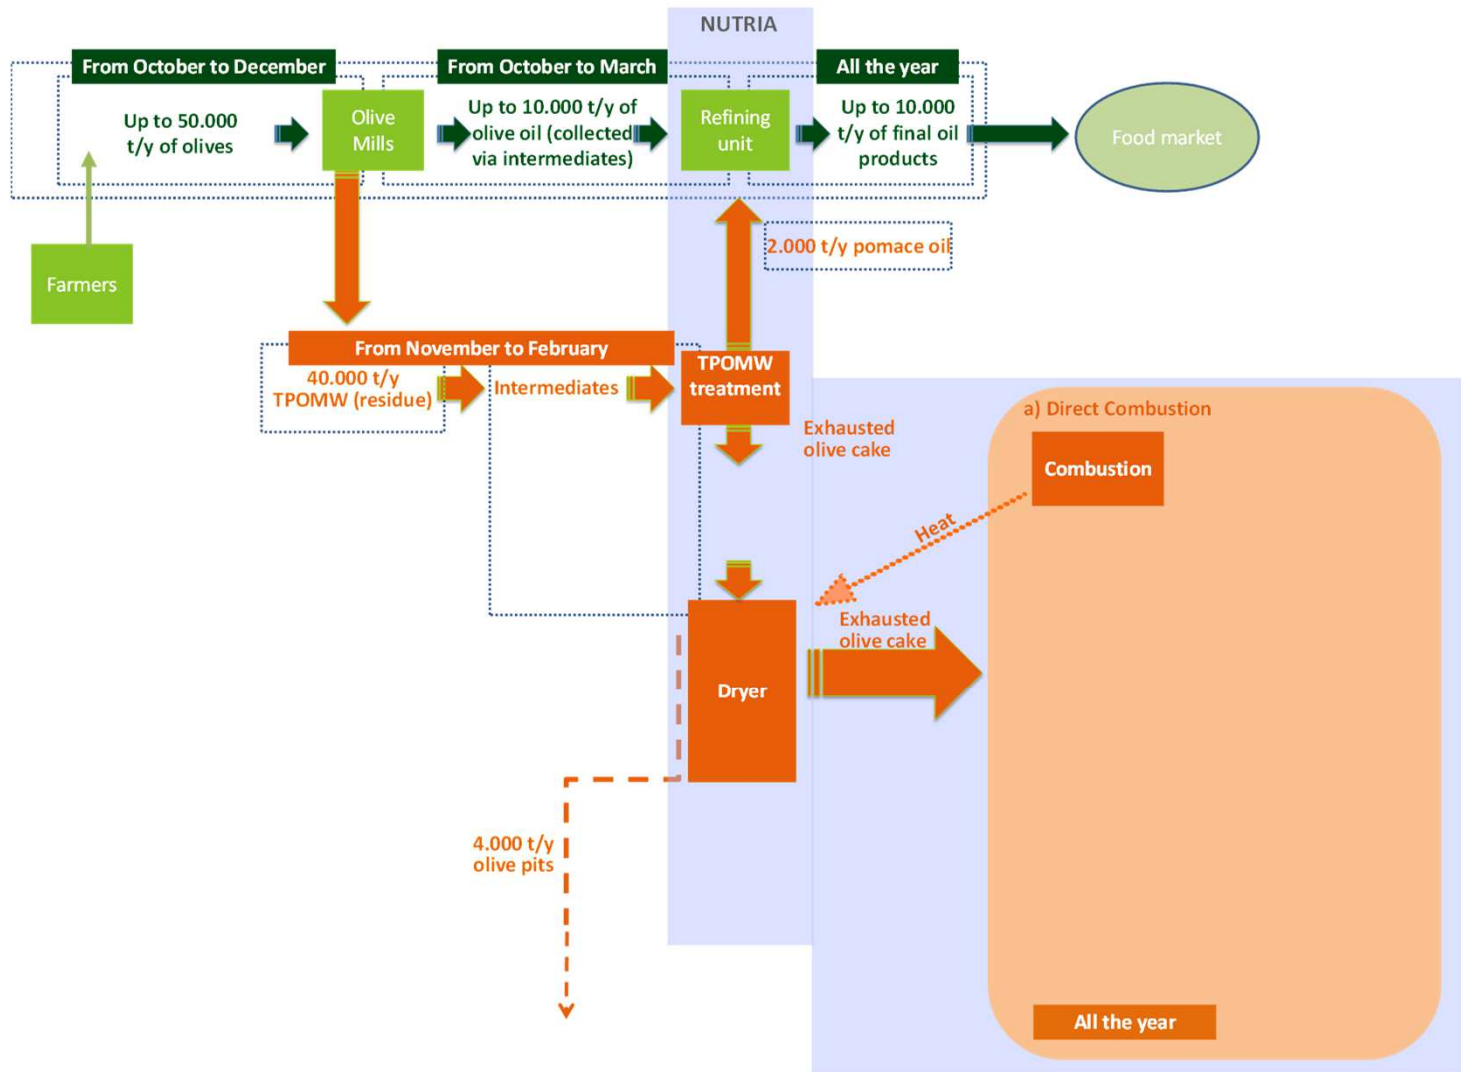 NUTRIA
From October to December
From October to March
All the year
Up to 50.000
t/y of olives
Olive
Mills
Up to 10.000 t/y of
olive oil (collected
via intermediates)
Refining
unit
Up to 10.000
t/y of final oil
products
Food market
Farmers
2.000 t/y pomace oil
From November to February
40.000 t/y
TPOMW (residue)
Intermediates
TPOMW
treatment
Exhausted
olive cake
a) Direct Combustion
Combustion
Heat
Exhausted
olive cake
Dryer
4.000 t/y
olive pits
All the year